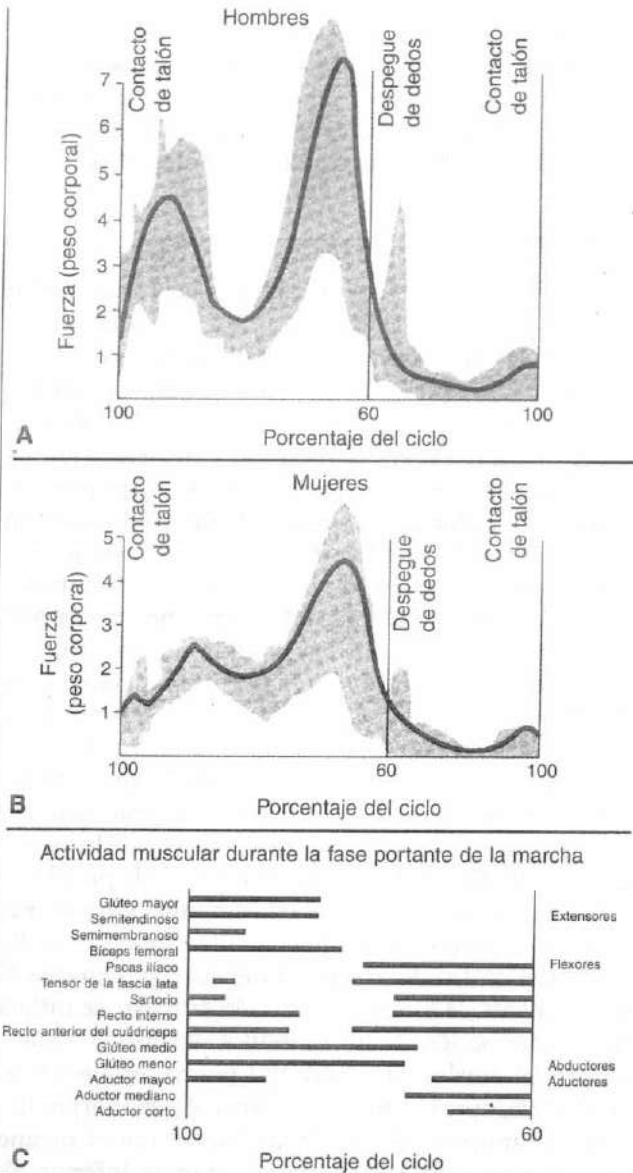 Hombres
Contacto
de talón
Despegue
de dedos
Contacto
de talón
Fuerza (peso corporal)
7
6
5
4
3
2
1
100
60
100
A
Porcentaje del ciclo
Mujeres
Contacto
de talón
Despegue
de dedos
Contacto
de talón
Fuerza
(peso corporal)
5
4
3
2
1
100
60
100
B
Porcentaje del ciclo
Actividad muscular durante la fase portante de la marcha
Glúteo mayor
Extensores
Semitendinoso
Semimembranoso
Bíceps femoral
Psoas ilíaco
Flexores
Tensor de la fascia lata
Sartorio
Recto interno
Recto anterior del cuádriceps
Glúteo medio
Glúteo menor
Abductores
Aductor mayor
Aductores
Aductor mediano
Aductor corto
100
60
C
Porcentaje del ciclo